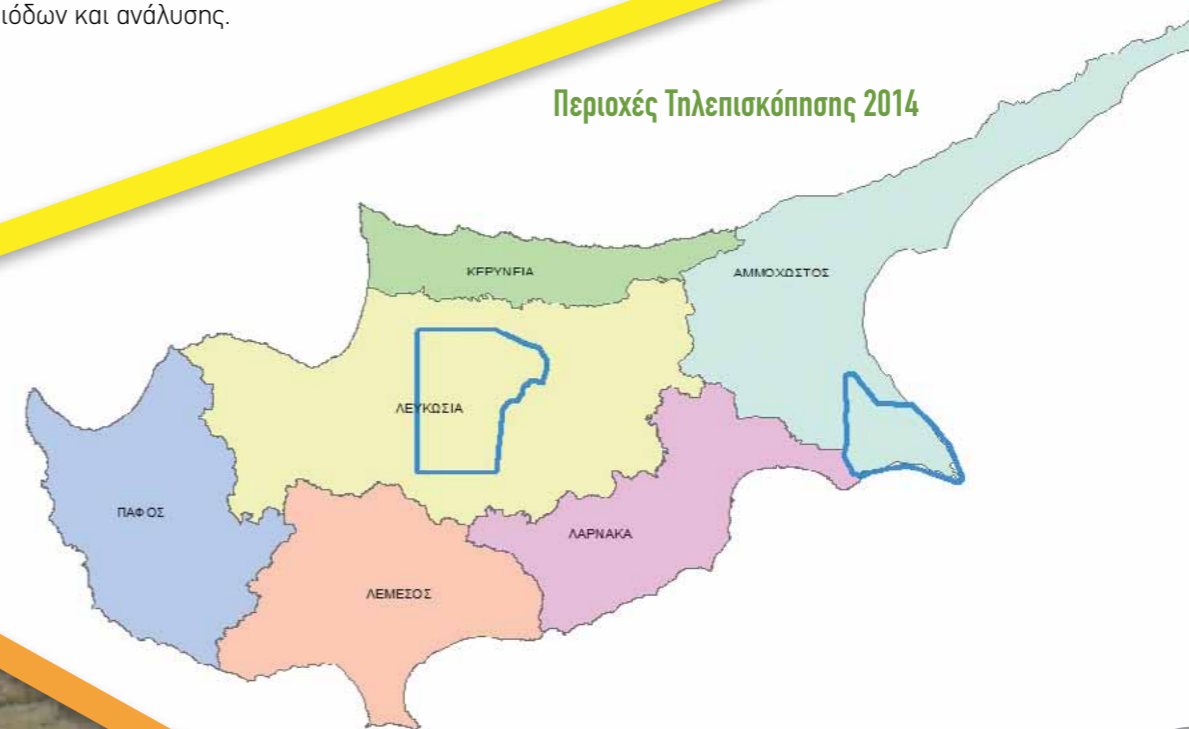 ιόδων και ανάλυσης.
Περιοχές Τηλεπισκόπησης 2014
ΚΕΡΥΝΕΙΑ
ΑΜΜΟΧΩΣΤΟΣ
ΛΕΥΚΩΣΙΑ
ΠΑΦΟΣ
ΛΑΡΝΑΚΑ
ΛΕΜΕΣΟΣ